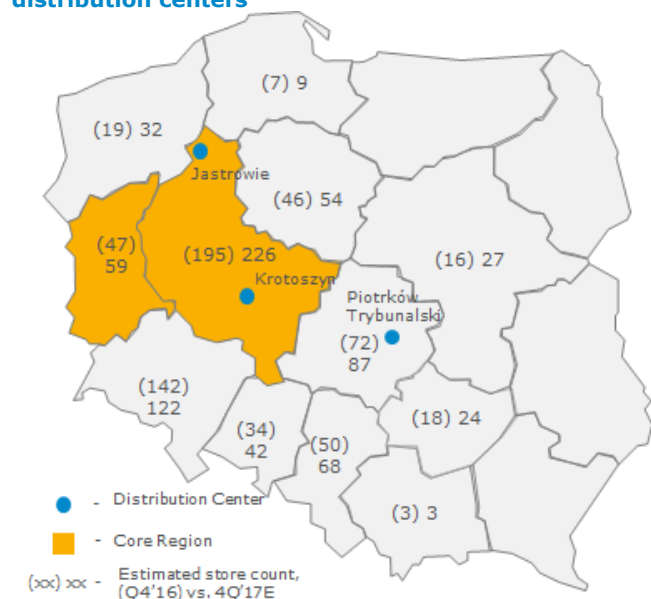 distribution centers
(7) 9
(19) 32
Jastrowie
(46) 54
(47)
59
(195) 226
(16) 27
Krotoszyn
Piotrków
Trybunalski
(72)
87
(142)
122
(18) 24
(34)
42
(50)
68
(3) 3
- Distribution Center
- Core Region
(xx) xx - Estimated store count,
(Q4'16) vs. 4Q'17E